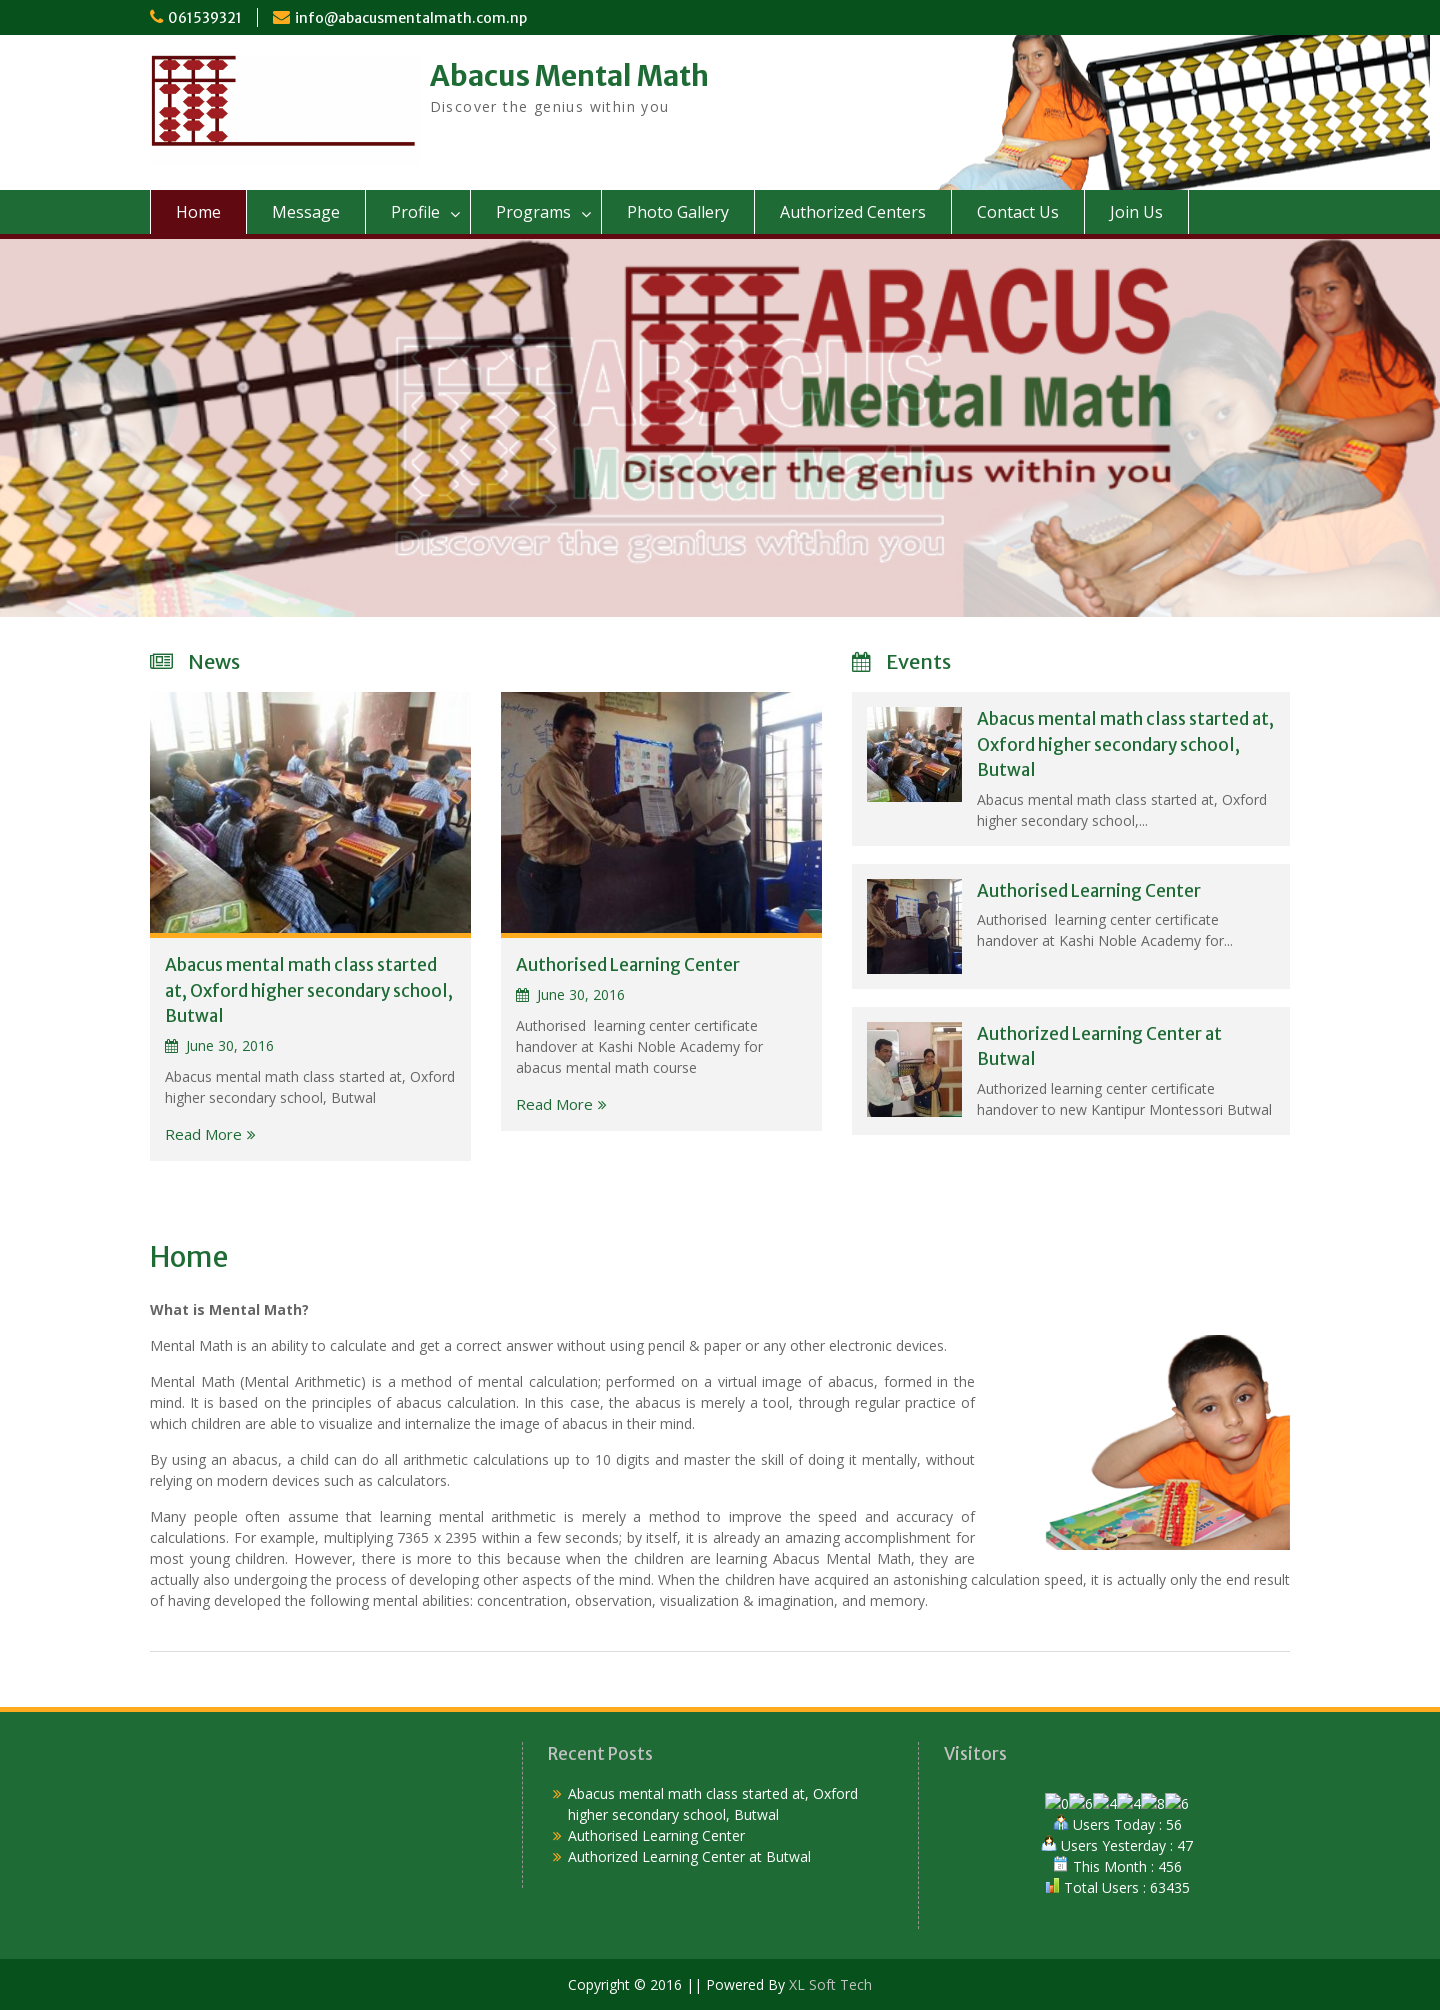 061539321
info@abacusmentalmath.com.np
Abacus Mental Math
Discover the genius within you
Home
Message
Profile
Programs
Photo Gallery
Authorized Centers
Contact Us
Join Us
ABACUS
Mental Math
Discover the genius within you
ABACUS
Mental Math
Discover the genius within you
News
Abacus mental math class started
at, Oxford higher secondary school,
Butwal
June 30, 2016
Abacus mental math class started at, Oxford
higher secondary school, Butwal
Read More
Authorised Learning Center
June 30, 2016
Authorised  learning center certificate
handover at Kashi Noble Academy for
abacus mental math course
Read More
Events
Abacus mental math class started at,
Oxford higher secondary school,
Butwal
Abacus mental math class started at, Oxford
higher secondary school,...
Authorised Learning Center
Authorised  learning center certificate
handover at Kashi Noble Academy for...
Authorized Learning Center at
Butwal
Authorized learning center certificate
handover to new Kantipur Montessori Butwal
Home
What is Mental Math?
Mental Math is an ability to calculate and get a correct answer without using pencil & paper or any other electronic devices.
Mental Math (Mental Arithmetic) is a method of mental calculation; performed on a virtual image of abacus, formed in the
mind. It is based on the principles of abacus calculation. In this case, the abacus is merely a tool, through regular practice of
which children are able to visualize and internalize the image of abacus in their mind.
By using an abacus, a child can do all arithmetic calculations up to 10 digits and master the skill of doing it mentally, without
relying on modern devices such as calculators.
Many people often assume that learning mental arithmetic is merely a method to improve the speed and accuracy of
calculations. For example, multiplying 7365 x 2395 within a few seconds; by itself, it is already an amazing accomplishment for
most young children. However, there is more to this because when the children are learning Abacus Mental Math, they are
actually also undergoing the process of developing other aspects of the mind. When the children have acquired an astonishing calculation speed, it is actually only the end result
of having developed the following mental abilities: concentration, observation, visualization & imagination, and memory.
Recent Posts
Abacus mental math class started at, Oxford
higher secondary school, Butwal
Authorised Learning Center
Authorized Learning Center at Butwal
Visitors
064486
Users Today : 56
Users Yesterday : 47
This Month : 456
Total Users : 63435
Copyright © 2016 || Powered By XL Soft Tech